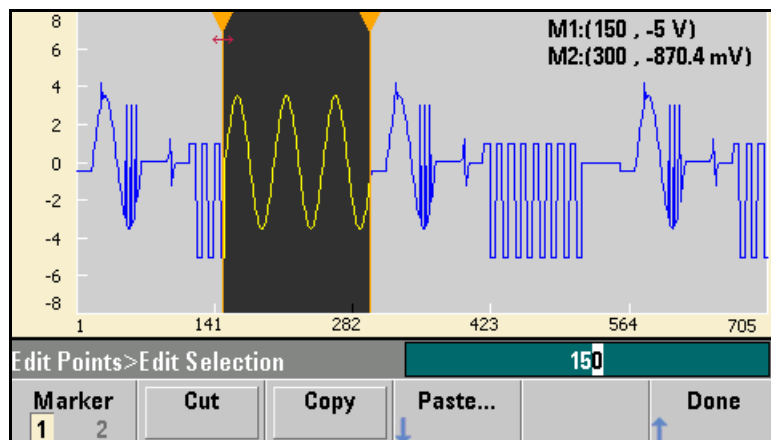 8
6
4
2
0
-2
-4
-6
-8
M1:(150 , -5 V)
M2:(300 , -870.4 mV)
1 141 282 423 564 705
Edit Points>Edit Selection 150
Marker Cut Copy Paste... Done
1 2